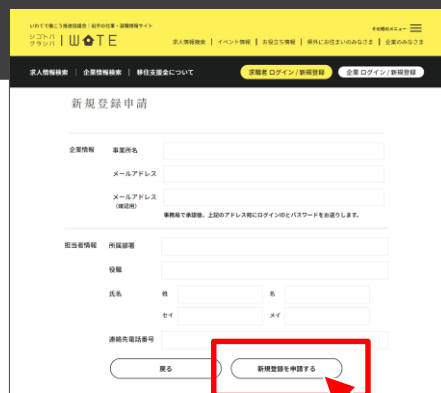 いわてで働こう推進協議会｜岩手の仕事・就職情報サイト
シゴトバ
クラシバ IWATE
その他のメニュー
求人情報検索 | イベント情報 | お役立ち情報 | 県外にお住まいのみなさま | 企業のみなさま
求人情報検索 | 企業情報検索 | 移住支援金について
求職者 ログイン / 新規登録
企業 ログイン / 新規登録
新規登録申請
企業情報 事業所名
メールアドレス
メールアドレス
（確認用）
事務局で承認後、上記のアドレス宛にログインIDとパスワードをお送りします。
担当者情報 所属部署
役職
氏名 姓 名
セイ メイ
連絡先電話番号
戻る
新規登録を申請する